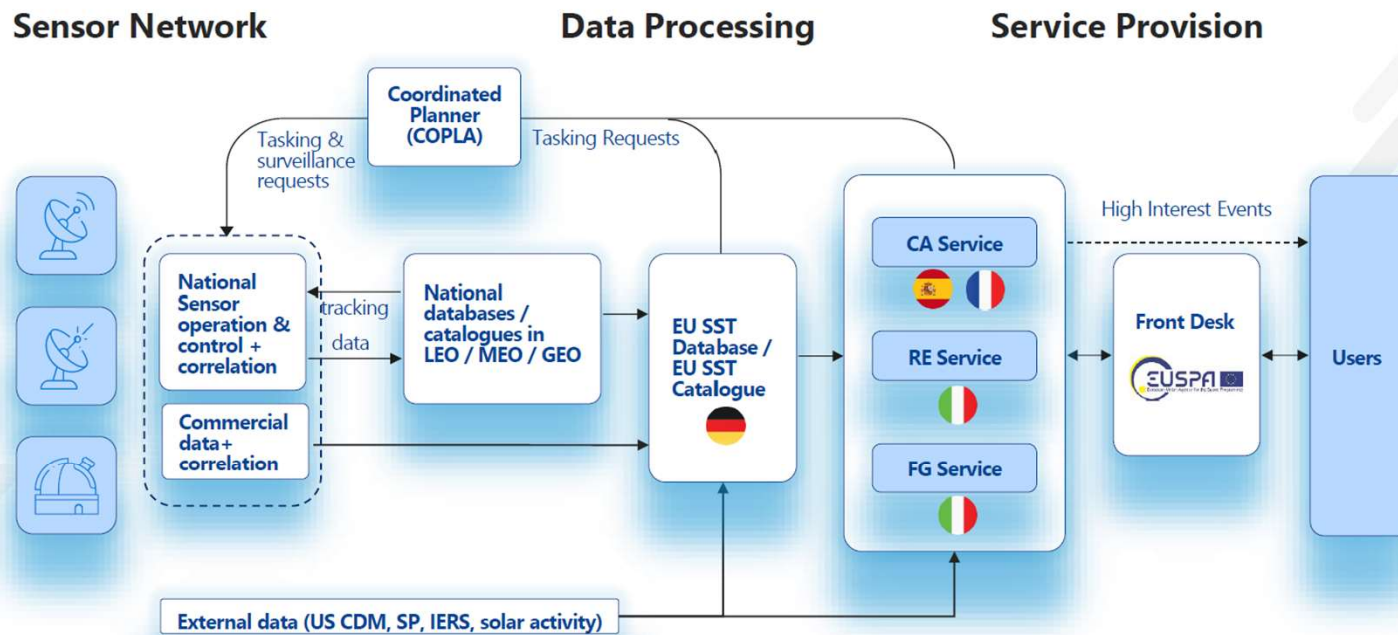 Sensor Network
Data Processing
Service Provision
Coordinated
Planner
(COPLA)
Tasking &
surveillance
requests
Tasking Requests
National
Sensor
operation &
control +
correlation
Commercial
data+
correlation
tracking
data
National
databases /
catalogues in
LEO / MEO / GEO
EU SST
Database /
EU SST
Catalogue
CA Service
RE Service
FG Service
High Interest Events
Front Desk
EUSPA
Users
External data (US CDM, SP, IERS, solar activity)